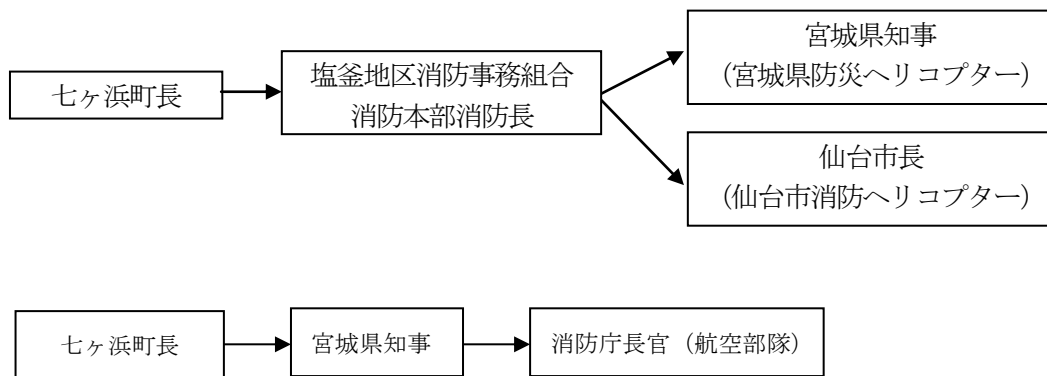 七ヶ浜町長
塩釜地区消防事務組合
消防本部消防長
宮城県知事
（宮城県防災ヘリコプター）
仙台市長
（仙台市消防ヘリコプター）
七ヶ浜町長
宮城県知事
消防庁長官（航空部隊）